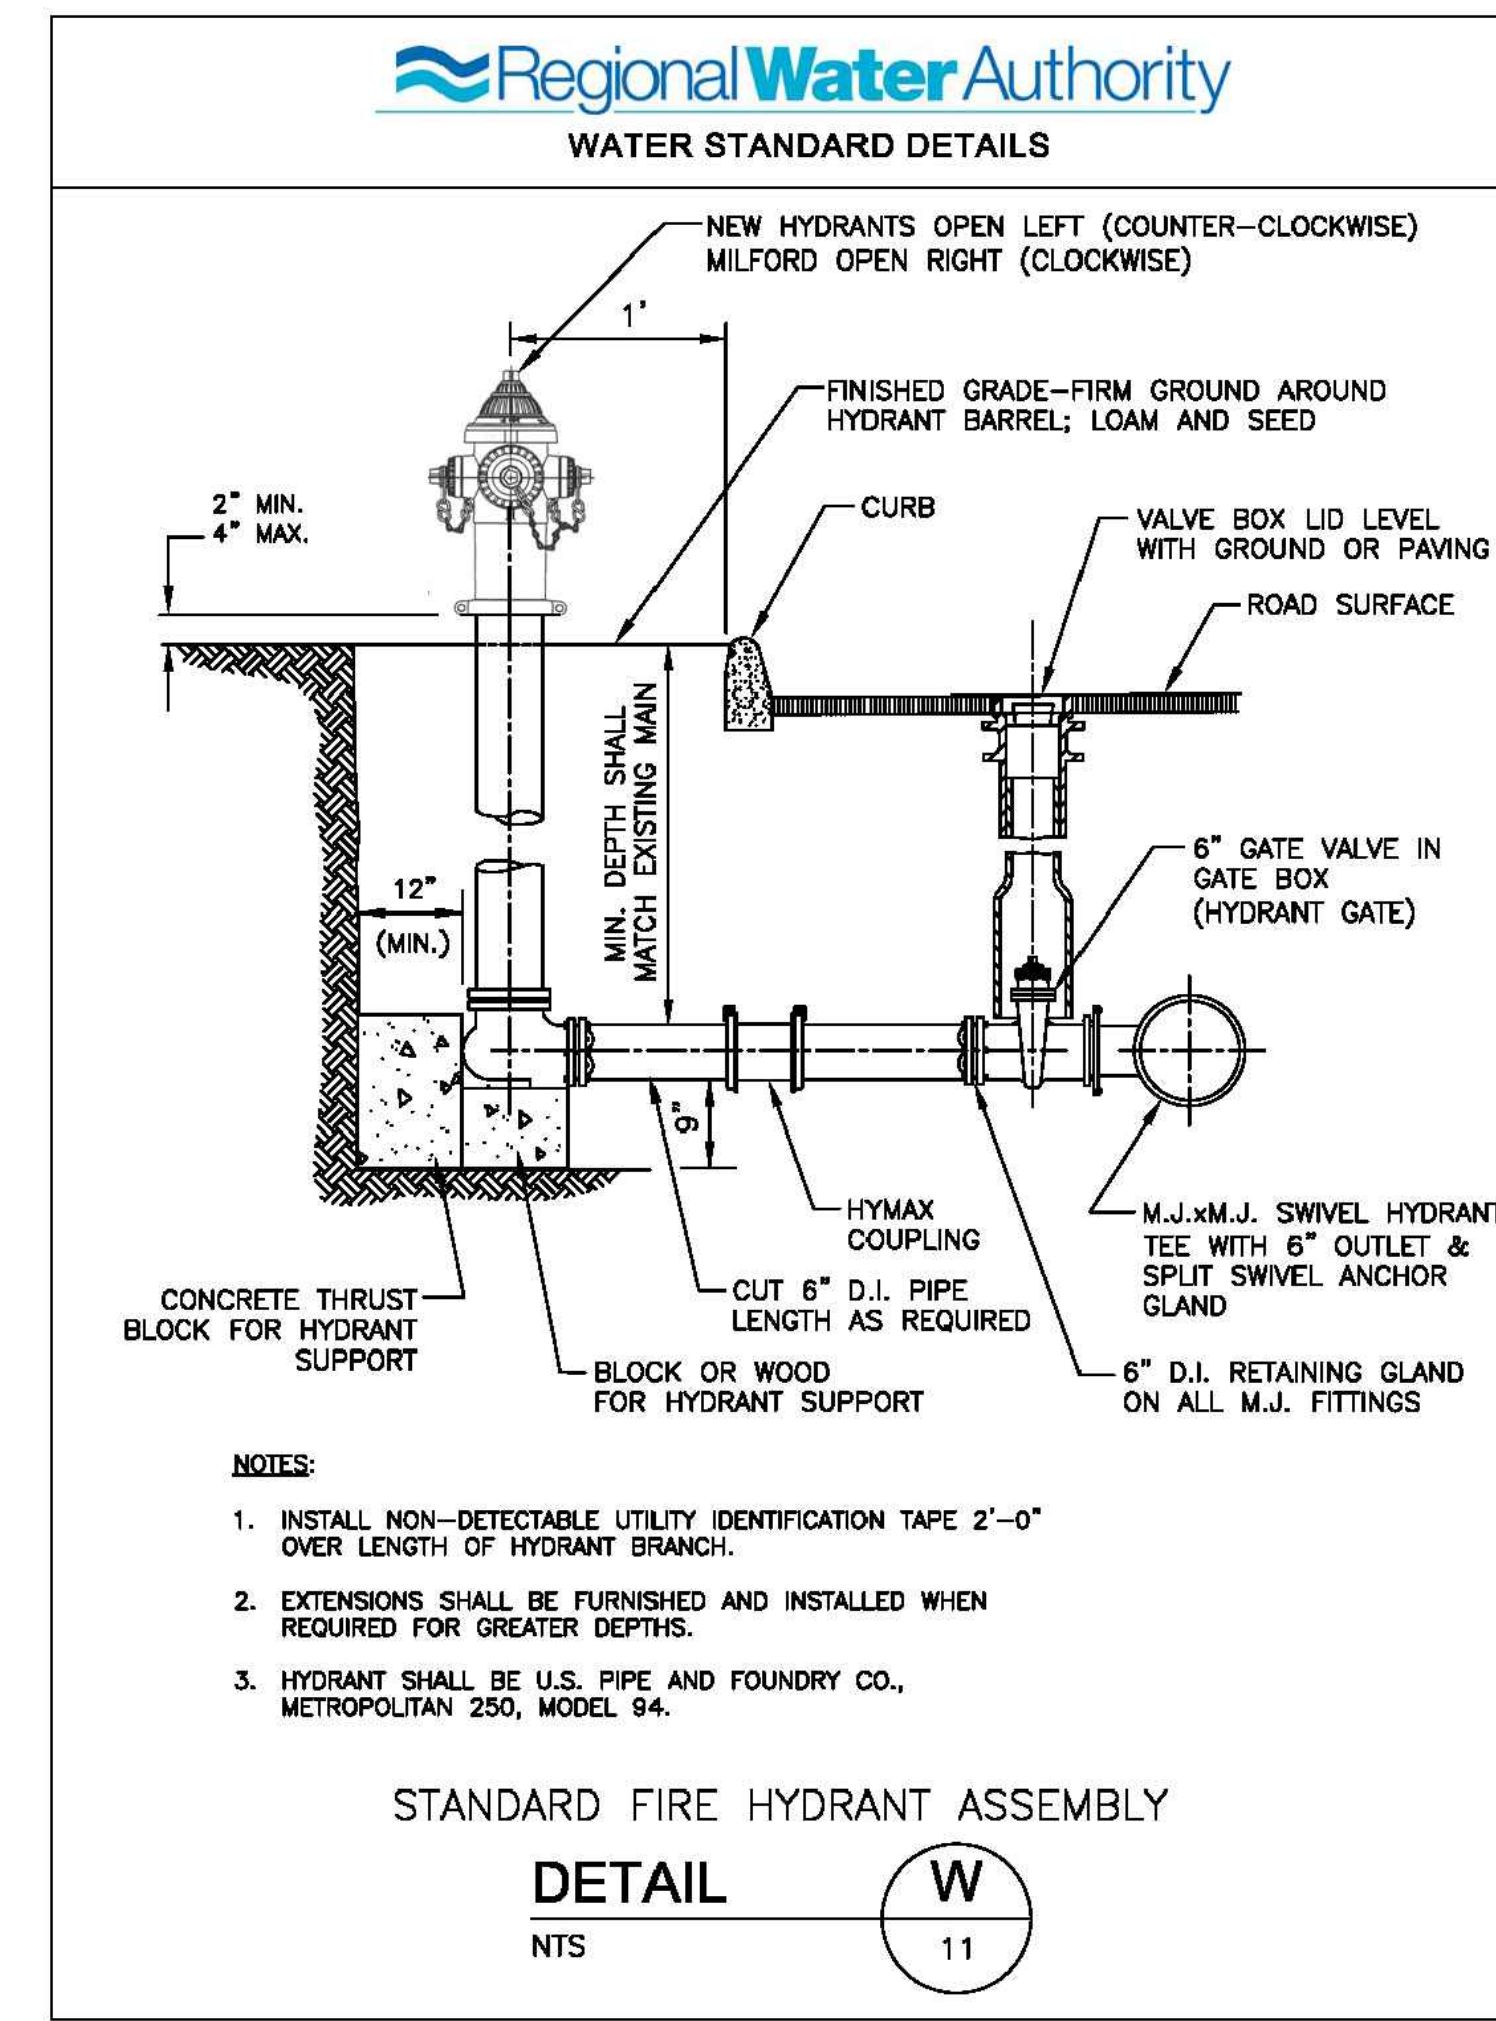 Regional Water Authority
WATER STANDARD DETAILS
NEW HYDRANTS OPEN LEFT (COUNTER-CLOCKWISE)
MILFORD OPEN RIGHT (CLOCKWISE)
1'
FINISHED GRADE-FIRM GROUND AROUND
HYDRANT BARREL; LOAM AND SEED
2" MIN.
4" MAX.
CURB
VALVE BOX LID LEVEL
WITH GROUND OR PAVING
ROAD SURFACE
MIN. DEPTH SHALL
MATCH EXISTING MAIN
6" GATE VALVE IN
GATE BOX
(HYDRANT GATE)
12"
(MIN.)
9"
HYMAX
COUPLING
M.J.xM.J. SWIVEL HYDRANT
TEE WITH 6" OUTLET &
SPLIT SWIVEL ANCHOR
GLAND
CUT 6" D.I. PIPE
LENGTH AS REQUIRED
CONCRETE THRUST
BLOCK FOR HYDRANT
SUPPORT
BLOCK OR WOOD
FOR HYDRANT SUPPORT
6" D.I. RETAINING GLAND
ON ALL M.J. FITTINGS
NOTES:
1. INSTALL NON-DETECTABLE UTILITY IDENTIFICATION TAPE 2'-0"
OVER LENGTH OF HYDRANT BRANCH.
2. EXTENSIONS SHALL BE FURNISHED AND INSTALLED WHEN
REQUIRED FOR GREATER DEPTHS.
3. HYDRANT SHALL BE U.S. PIPE AND FOUNDRY CO.,
METROPOLITAN 250, MODEL 94.
STANDARD FIRE HYDRANT ASSEMBLY
DETAIL
W
NTS
11